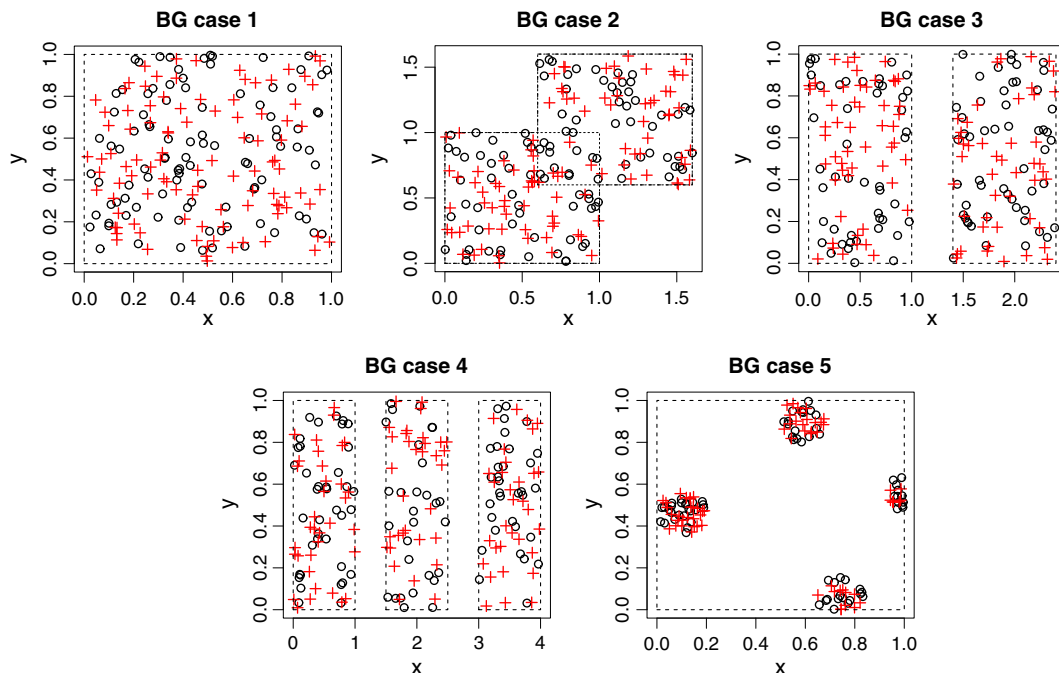 BG case 1
BG case 2
BG case 3
y
0.0 0.2 0.4 0.6 0.8 1.0
0.0 0.2 0.4 0.6 0.8 1.0
x
y
0.0 0.5 1.0 1.5
0.0 0.5 1.0 1.5
x
y
0.0 0.2 0.4 0.6 0.8 1.0
0.0 0.5 1.0 1.5 2.0
x
BG case 4
BG case 5
y
0.0 0.2 0.4 0.6 0.8 1.0
0 1 2 3 4
x
y
0.0 0.2 0.4 0.6 0.8 1.0
0.0 0.2 0.4 0.6 0.8 1.0
x